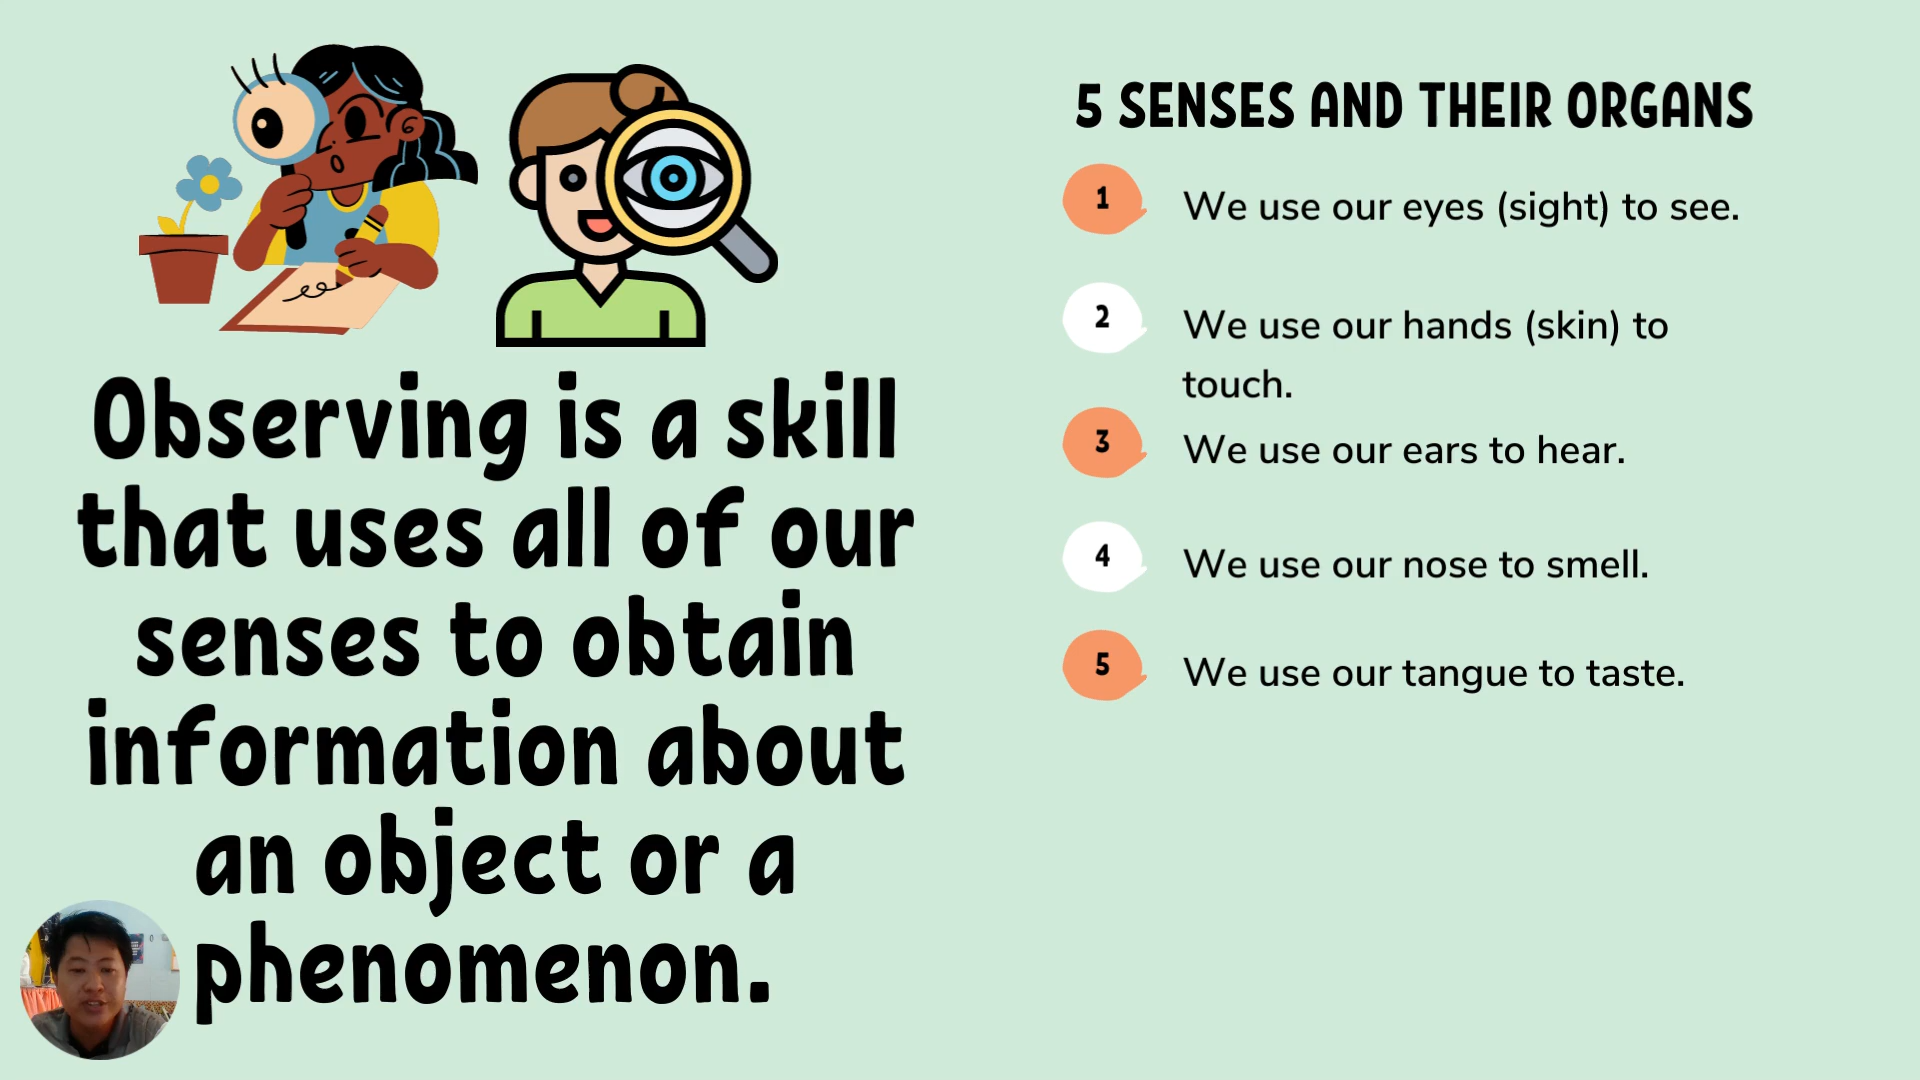 Observing is a skill
that uses all of our
senses to obtain
information about
an object or a
phenomenon.
5 SENSES AND THEIR ORGANS
1 We use our eyes (sight) to see.
2 We use our hands (skin) to
touch.
3 We use our ears to hear.
4 We use our nose to smell.
5 We use our tangue to taste.